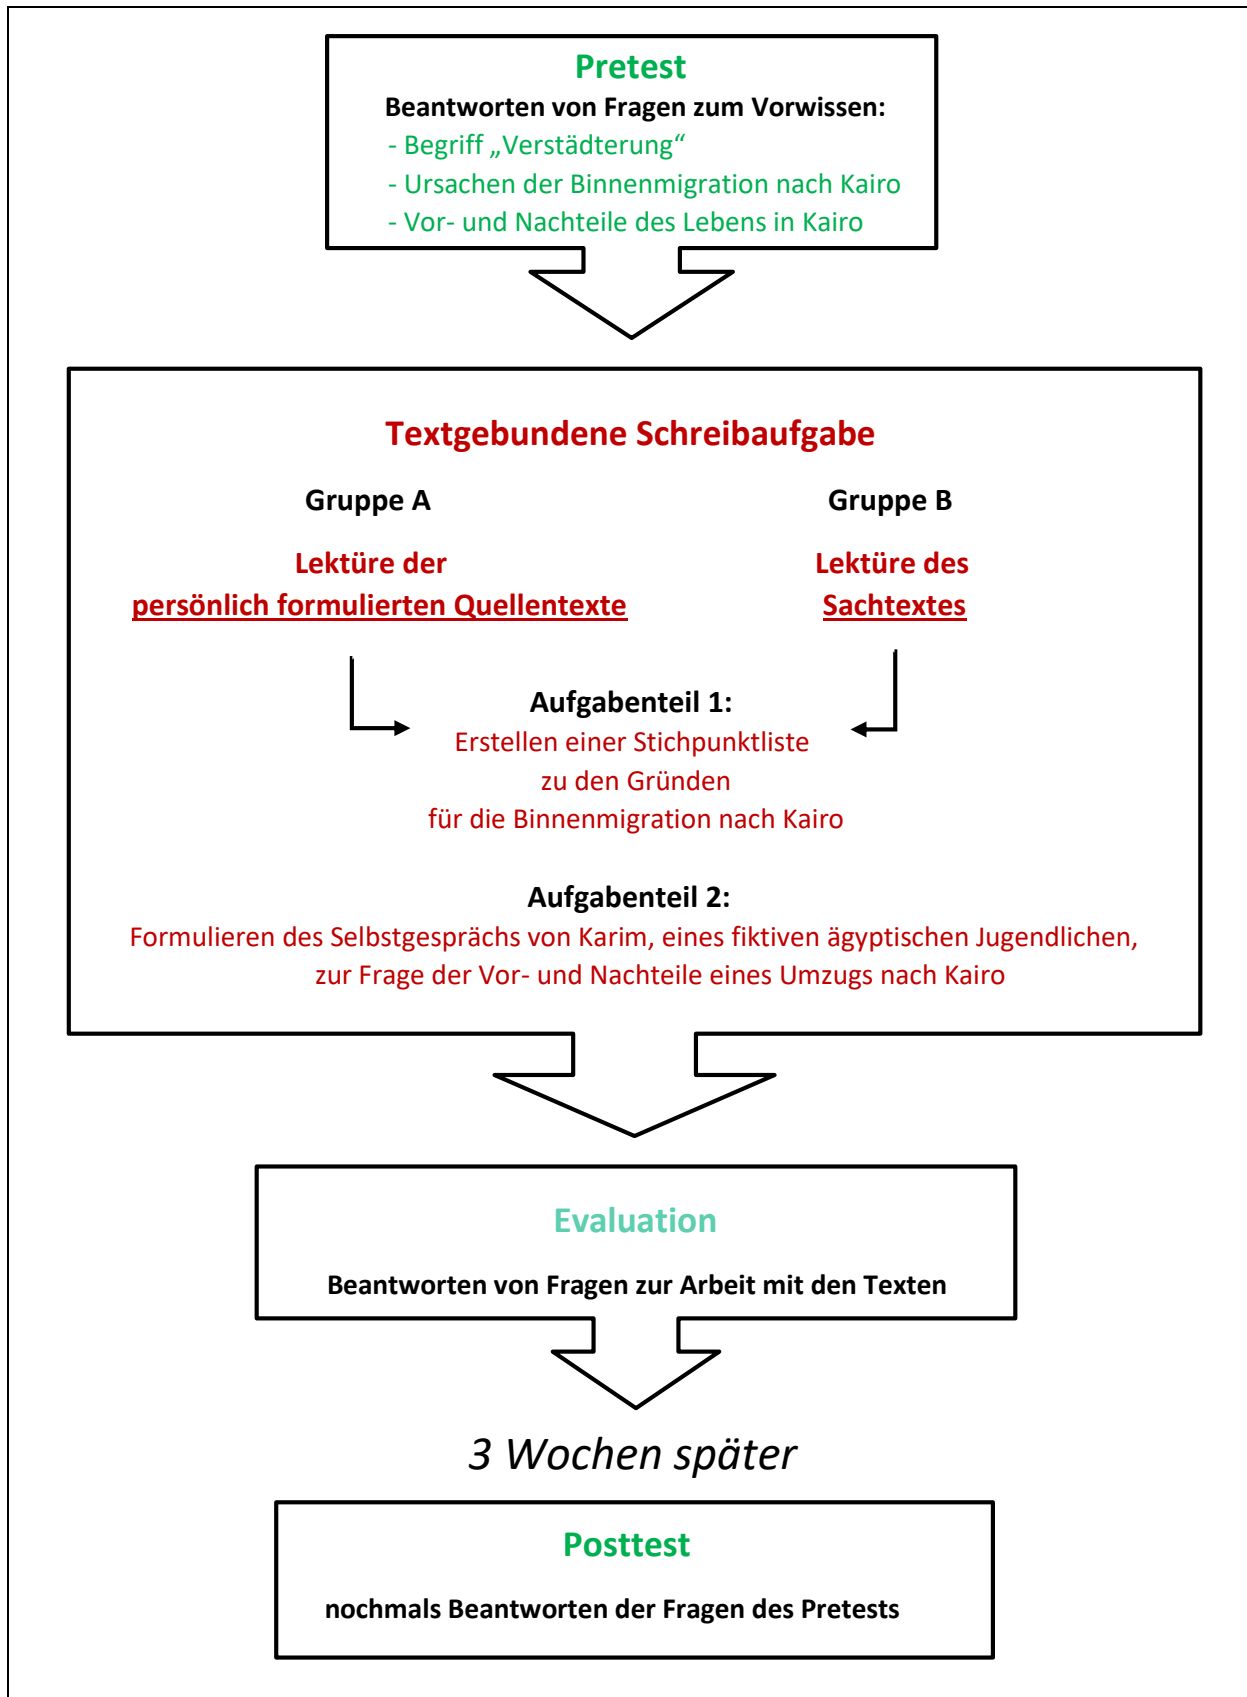 Pretest
Beantworten von Fragen zum Vorwissen:
- Begriff „Verstädterung“
- Ursachen der Binnenmigration nach Kairo
- Vor- und Nachteile des Lebens in Kairo
Textgebundene Schreibaufgabe
Gruppe A
Lektüre der
persönlich formulierten Quellentexte
Gruppe B
Lektüre des
Sachtextes
Aufgabenteil 1:
Erstellen einer Stichpunktliste
zu den Gründen
für die Binnenmigration nach Kairo
Aufgabenteil 2:
Formulieren des Selbstgesprächs von Karim, eines fiktiven ägyptischen Jugendlichen,
zur Frage der Vor- und Nachteile eines Umzugs nach Kairo
Evaluation
Beantworten von Fragen zur Arbeit mit den Texten
3 Wochen später
Posttest
nochmals Beantworten der Fragen des Pretests